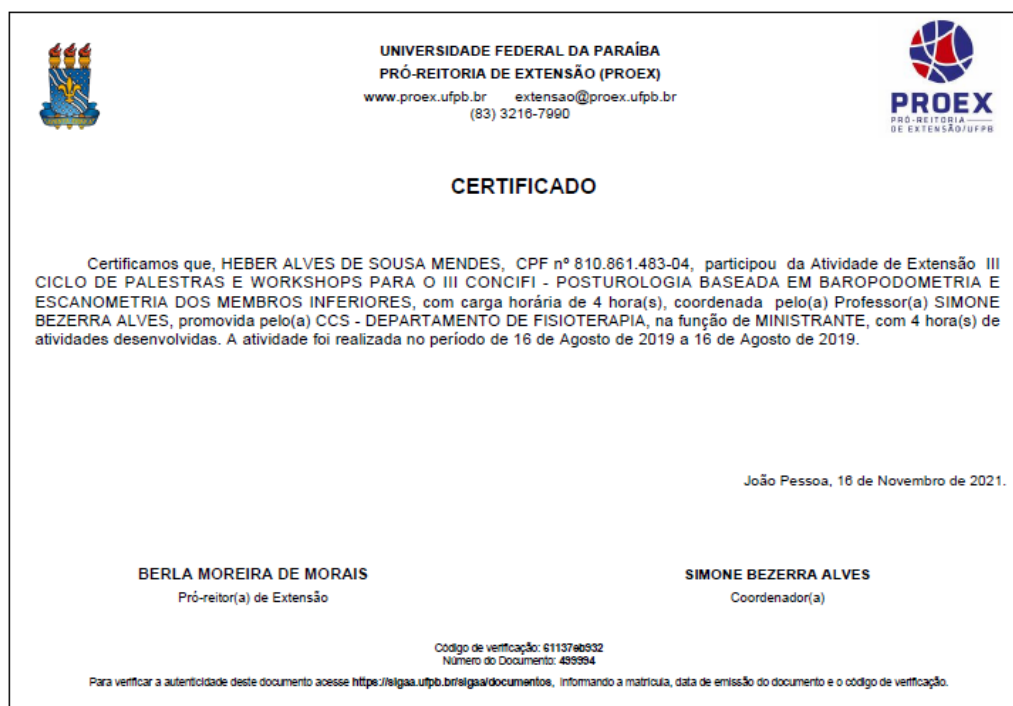 UNIVERSIDADE FEDERAL DA PARAÍBA
PRÓ-REITORIA DE EXTENSÃO (PROEX)
www.proex.ufpb.br extensao@proex.ufpb.br
(83) 3216-7990
PROEX
PRÓ-REITORIA
DE EXTENSÃO/UFPB
CERTIFICADO
Certificamos que, HEBER ALVES DE SOUSA MENDES, CPF nº 810.861.483-04, participou da Atividade de Extensão III
CICLO DE PALESTRAS E WORKSHOPS PARA O III CONCIFI - POSTUROLOGIA BASEADA EM BAROPODOMETRIA E
ESCANOMETRIA DOS MEMBROS INFERIORES, com carga horária de 4 hora(s), coordenada pelo(a) Professor(a) SIMONE
BEZERRA ALVES, promovida pelo(a) CCS - DEPARTAMENTO DE FISIOTERAPIA, na função de MINISTRANTE, com 4 hora(s) de
atividades desenvolvidas. A atividade foi realizada no período de 16 de Agosto de 2019 a 16 de Agosto de 2019.
João Pessoa, 16 de Novembro de 2021.
BERLA MOREIRA DE MORAIS
Pró-reitor(a) de Extensão
SIMONE BEZERRA ALVES
Coordenador(a)
Código de verificação: 61137eb932
Número do Documento: 499994
Para verificar a autenticidade deste documento acesse https://sigaa.ufpb.br/sigaa/documentos, informando a matrícula, data de emissão do documento e o código de verificação.